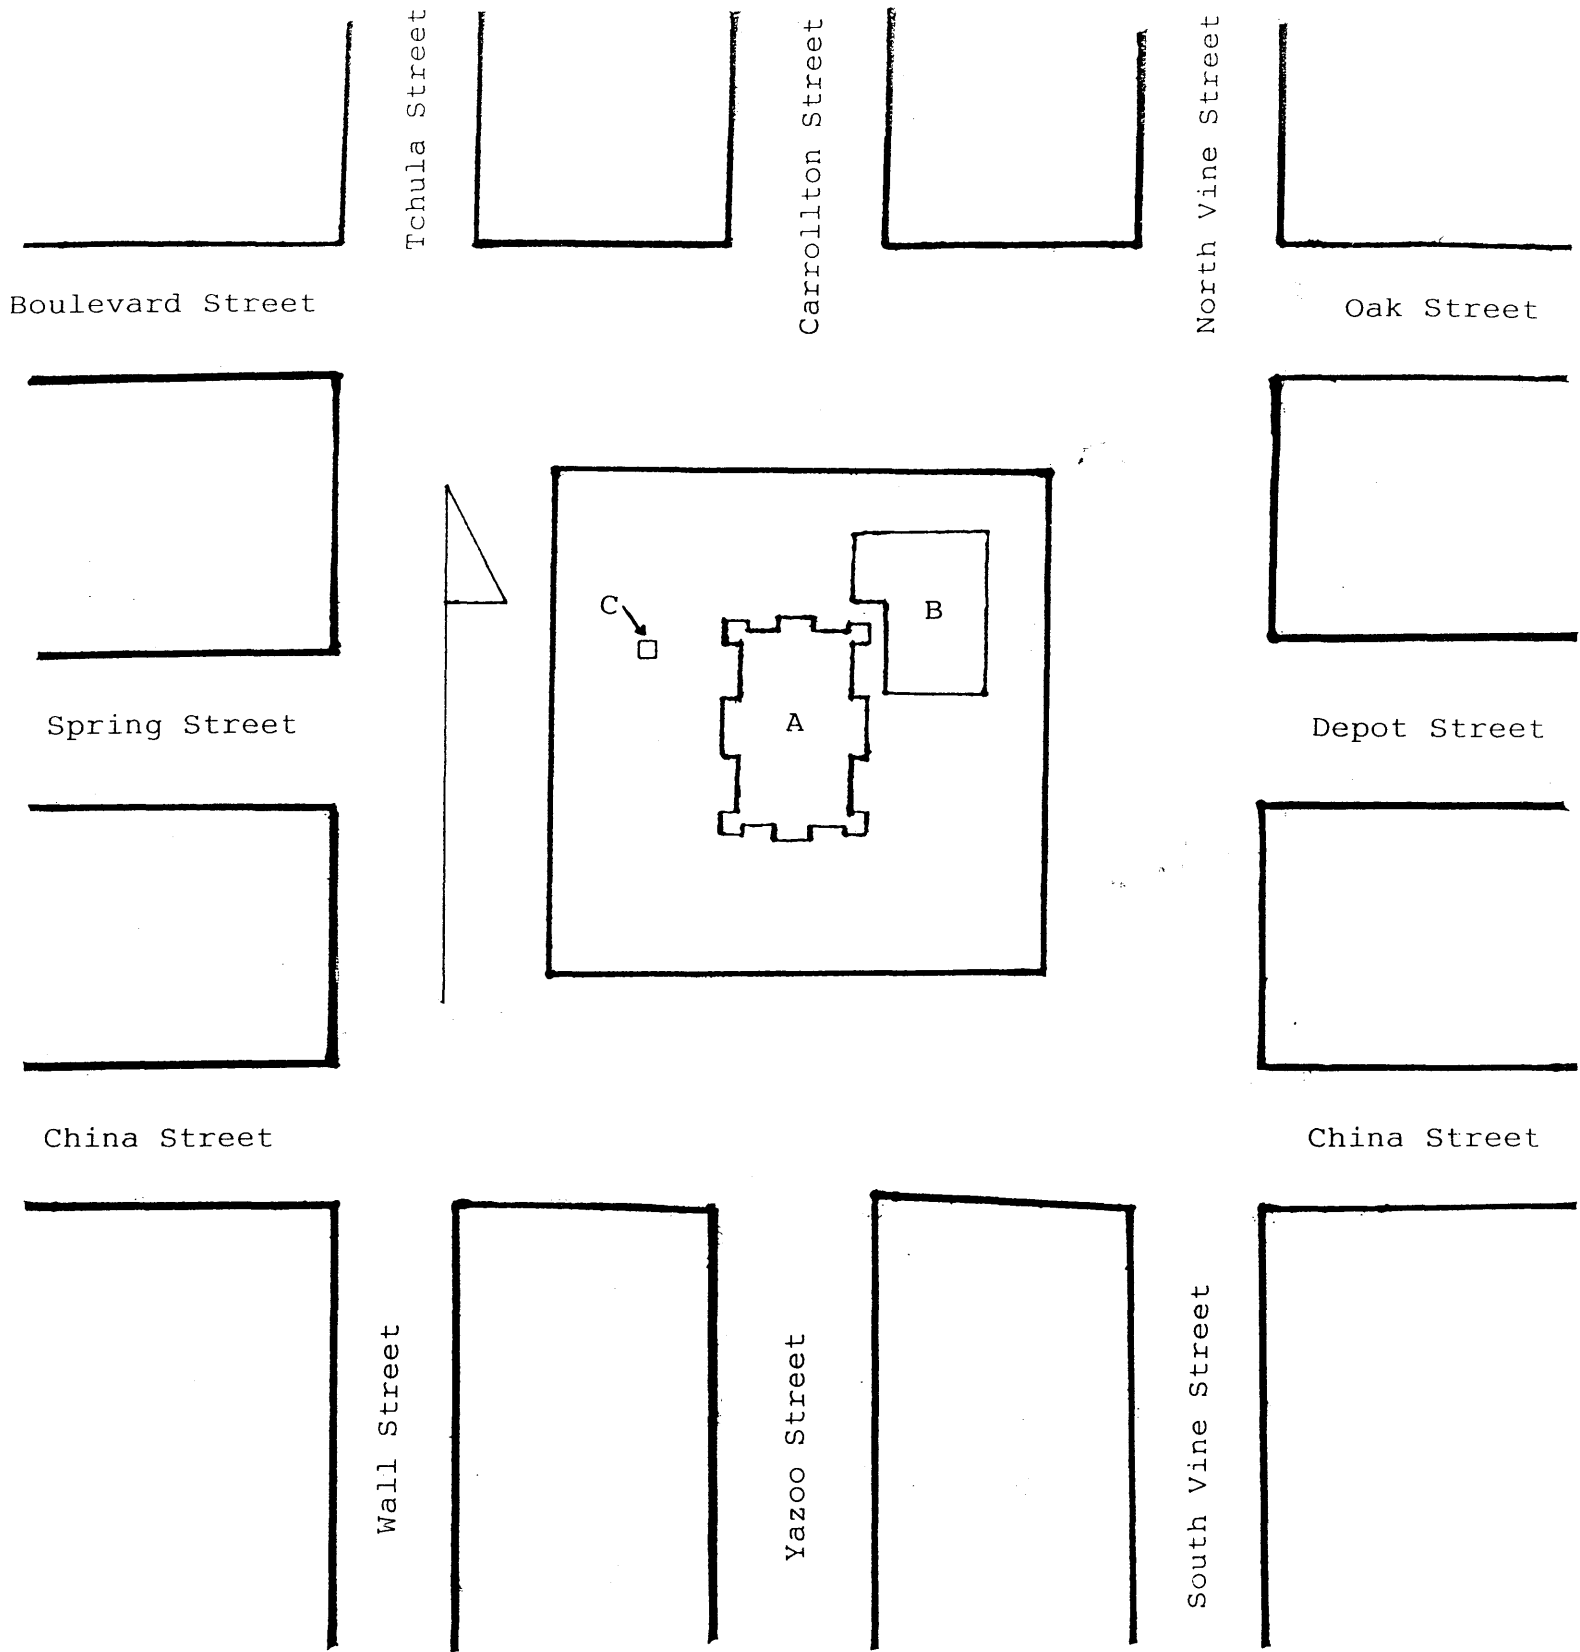 Tchula Street
Carrollton Street
North Vine Street
Boulevard Street
Oak Street
C
B
A
Spring Street
Depot Street
China Street
China Street
Wall Street
Yazoo Street
South Vine Street